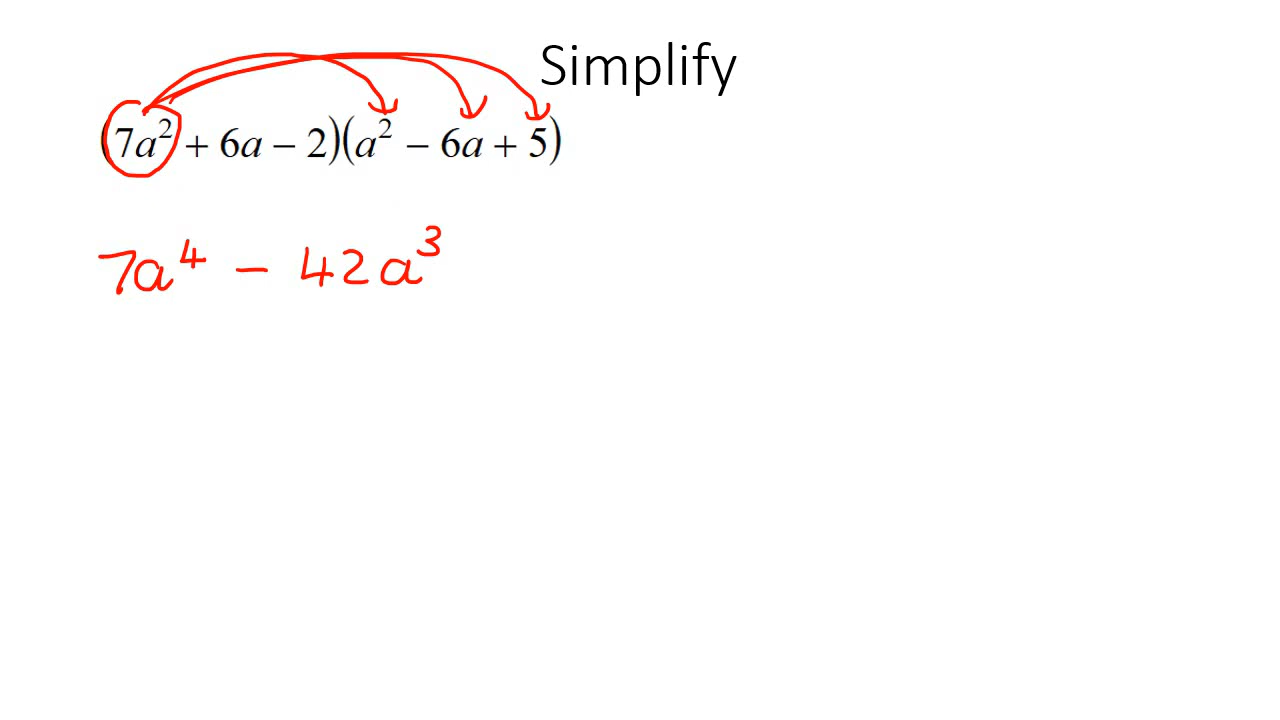 Simplify
(7a² + 6a − 2)(a² − 6a + 5)
7a⁴ − 42a³